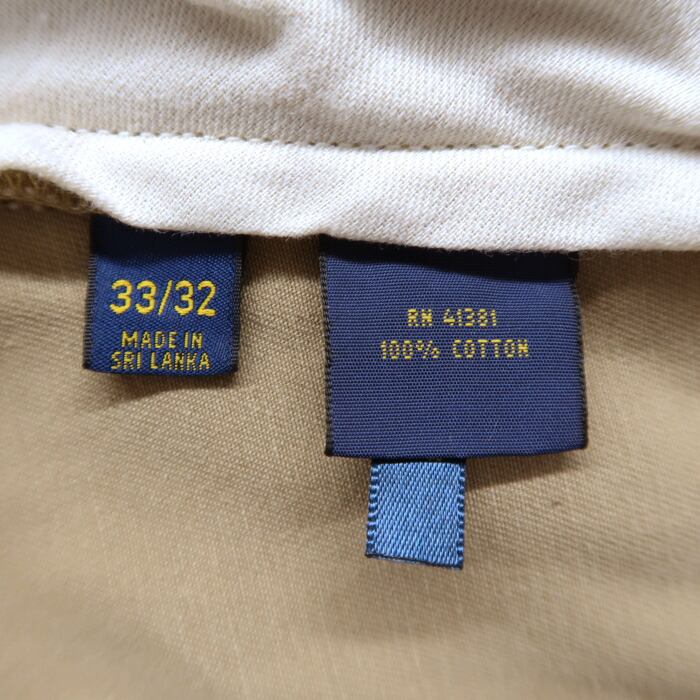 33/32
MADE IN
SRI LANKA
RN 41381
100% COTTON